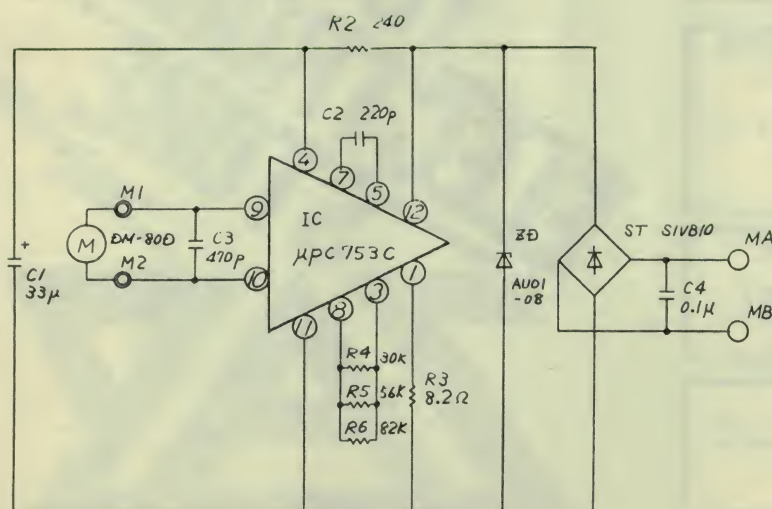 R2 240
C2 220p
4
7
5
12
M1
9
IC
μPC 753C
M
DM-80D
C3
470p
M2
10
+
C1
33μ
11
8
3
1
R4 30K
R5 56K
R6 82K
R3
8.2Ω
ZD
AU01
-08
ST S1VB10
MA
C4
0.1μ
MB